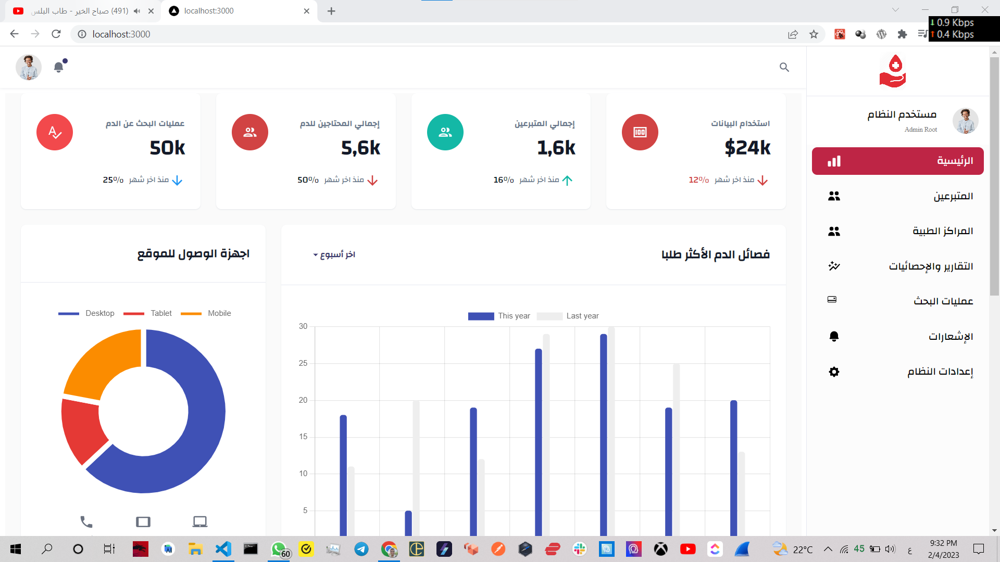 صباح الخير - طاب البلس (491)
localhost:3000
localhost:3000
0.9 Kbps
0.4 Kbps
مستخدم النظام
Admin Root
الرئيسية
المتبرعين
المراكز الطبية
التقارير والإحصائيات
عمليات البحث
الإشعارات
إعدادات النظام
استخدام البيانات
$24k
12% منذ اخر شهر
إجمالي المتبرعين
1,6k
16% منذ اخر شهر
إجمالي المحتاجين للدم
5,6k
50% منذ اخر شهر
عمليات البحث عن الدم
50k
25% منذ اخر شهر
فصائل الدم الأكثر طلبا
اخر أسبوع
This year Last year
30
25
20
15
10
5
اجهزة الوصول للموقع
Desktop Tablet Mobile
60
22°C
45
ع
9:32 PM
2/4/2023